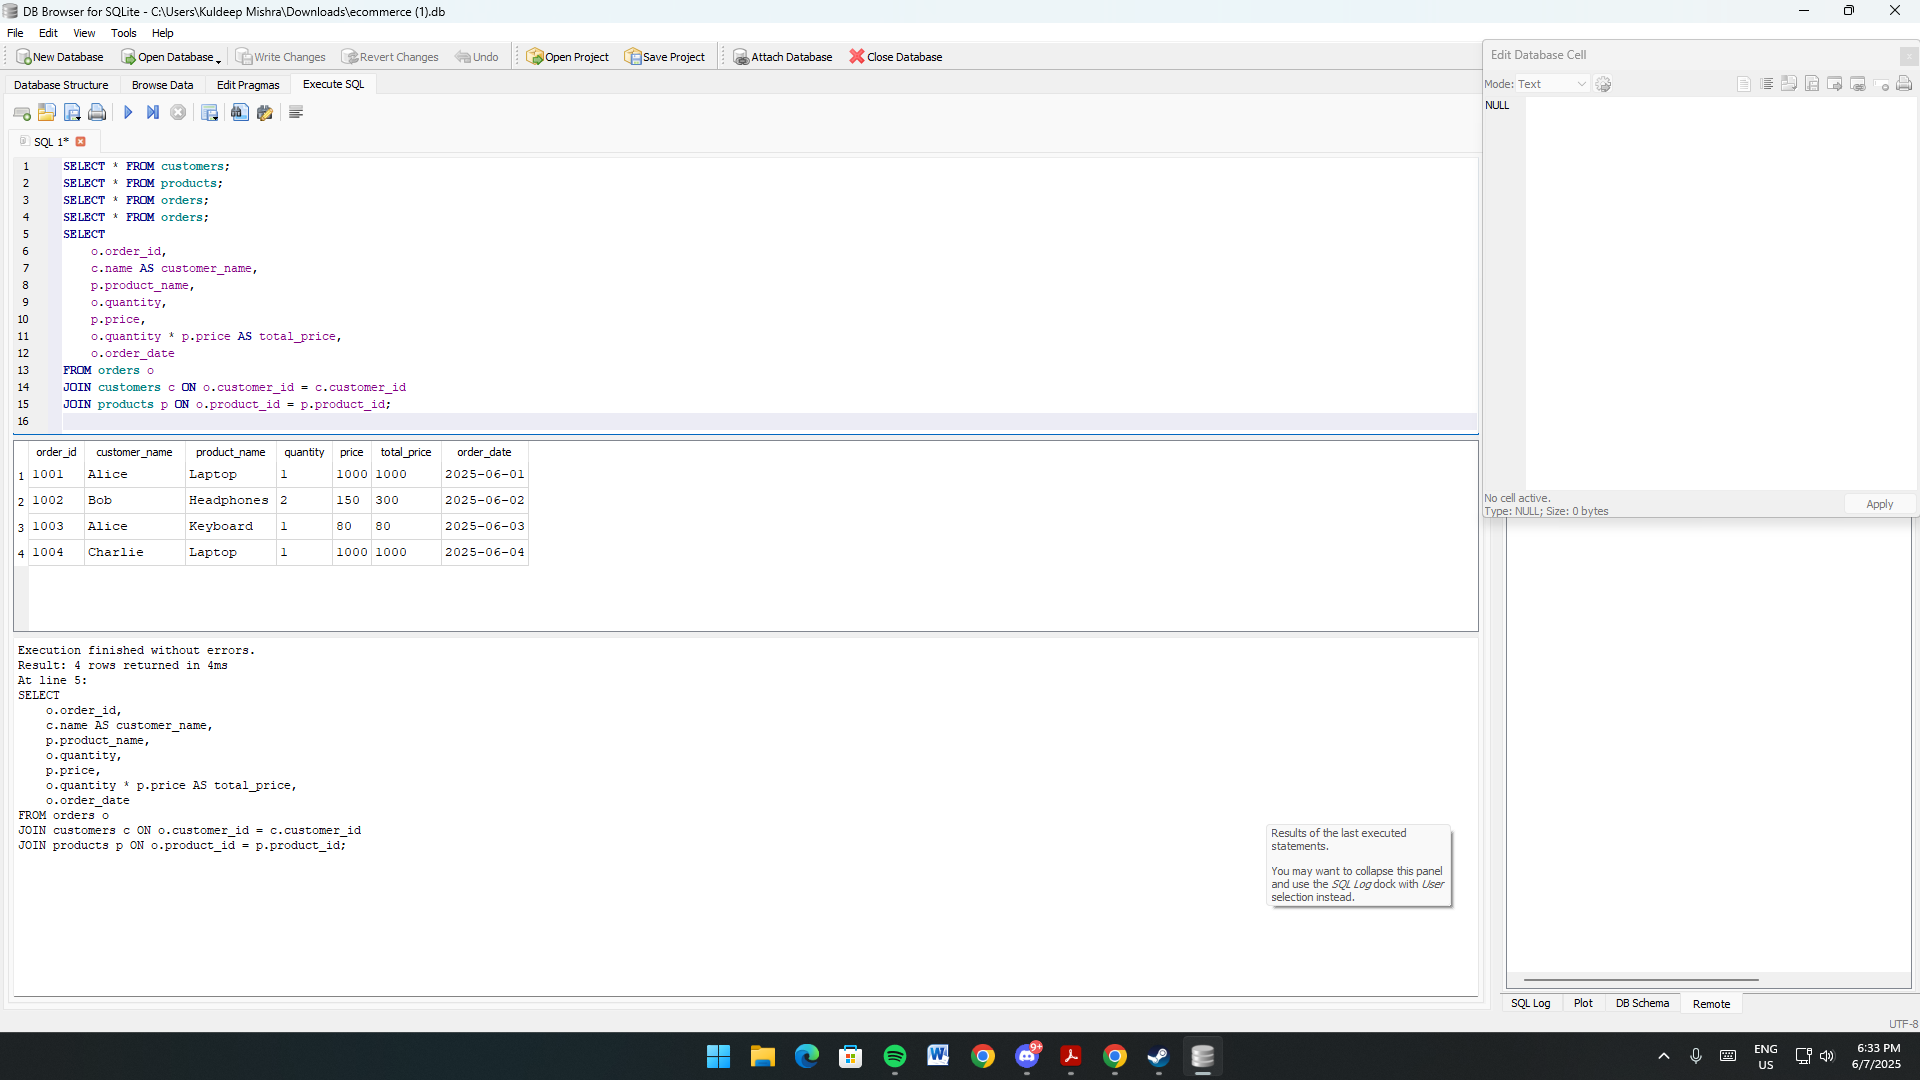 DB Browser for SQLite - C:\Users\Kuldeep Mishra\Downloads\ecommerce (1).db
File Edit View Tools Help
New Database Open Database Write Changes Revert Changes Undo Open Project Save Project Attach Database Close Database
Database Structure Browse Data Edit Pragmas Execute SQL
SQL 1*
1 SELECT * FROM customers;
2 SELECT * FROM products;
3 SELECT * FROM orders;
4 SELECT * FROM orders;
5 SELECT
6 o.order_id,
7 c.name AS customer_name,
8 p.product_name,
9 o.quantity,
10 p.price,
11 o.quantity * p.price AS total_price,
12 o.order_date
13 FROM orders o
14 JOIN customers c ON o.customer_id = c.customer_id
15 JOIN products p ON o.product_id = p.product_id;
16
order_id customer_name product_name quantity price total_price order_date
1 1001 Alice Laptop 1 1000 1000 2025-06-01
2 1002 Bob Headphones 2 150 300 2025-06-02
3 1003 Alice Keyboard 1 80 80 2025-06-03
4 1004 Charlie Laptop 1 1000 1000 2025-06-04
Execution finished without errors.
Result: 4 rows returned in 4ms
At line 5:
SELECT
o.order_id,
c.name AS customer_name,
p.product_name,
o.quantity,
p.price,
o.quantity * p.price AS total_price,
o.order_date
FROM orders o
JOIN customers c ON o.customer_id = c.customer_id
JOIN products p ON o.product_id = p.product_id;
Results of the last executed
statements.
You may want to collapse this panel
and use the SQL Log dock with User
selection instead.
Edit Database Cell
Mode: Text
NULL
No cell active.
Type: NULL; Size: 0 bytes
Apply
SQL Log Plot DB Schema Remote
UTF-8
9+
ENG
US
6:33 PM
6/7/2025